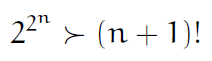 2^{2^n} ≻ (n + 1)!